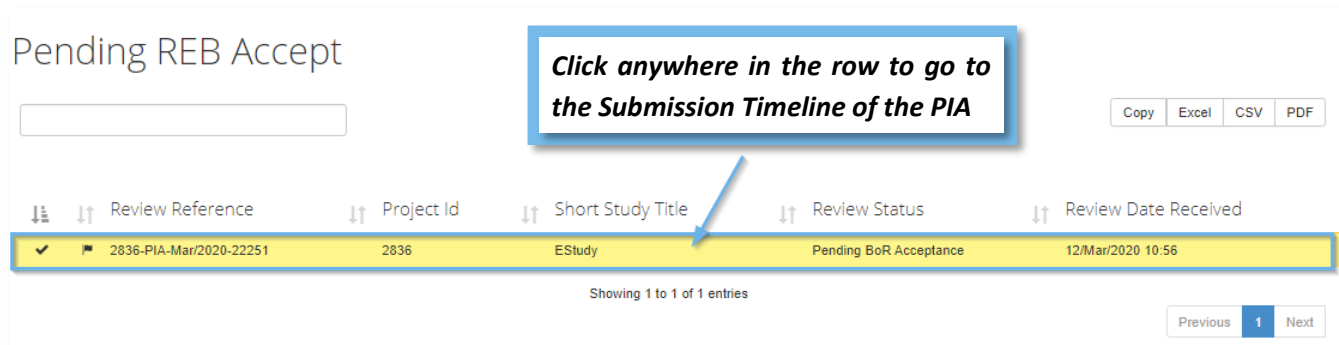 Pending REB Accept
Click anywhere in the row to go to
the Submission Timeline of the PIA
Copy Excel CSV PDF
Review Reference Project Id Short Study Title Review Status Review Date Received
2836-PIA-Mar/2020-22251 2836 EStudy Pending BoR Acceptance 12/Mar/2020 10:56
Showing 1 to 1 of 1 entries
Previous 1 Next